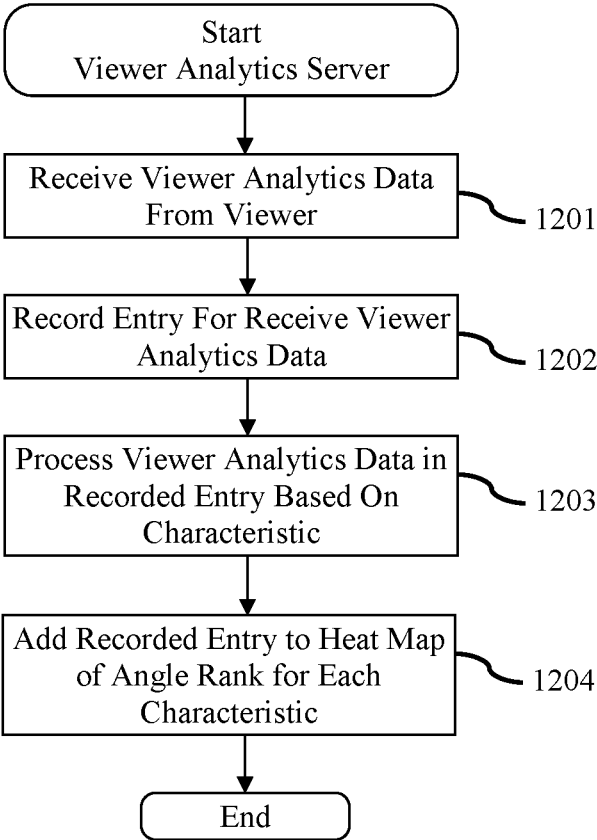 Start
Viewer Analytics Server
Receive Viewer Analytics Data
From Viewer
1201
Record Entry For Receive Viewer
Analytics Data
1202
Process Viewer Analytics Data in
Recorded Entry Based On
Characteristic
1203
Add Recorded Entry to Heat Map
of Angle Rank for Each
Characteristic
1204
End